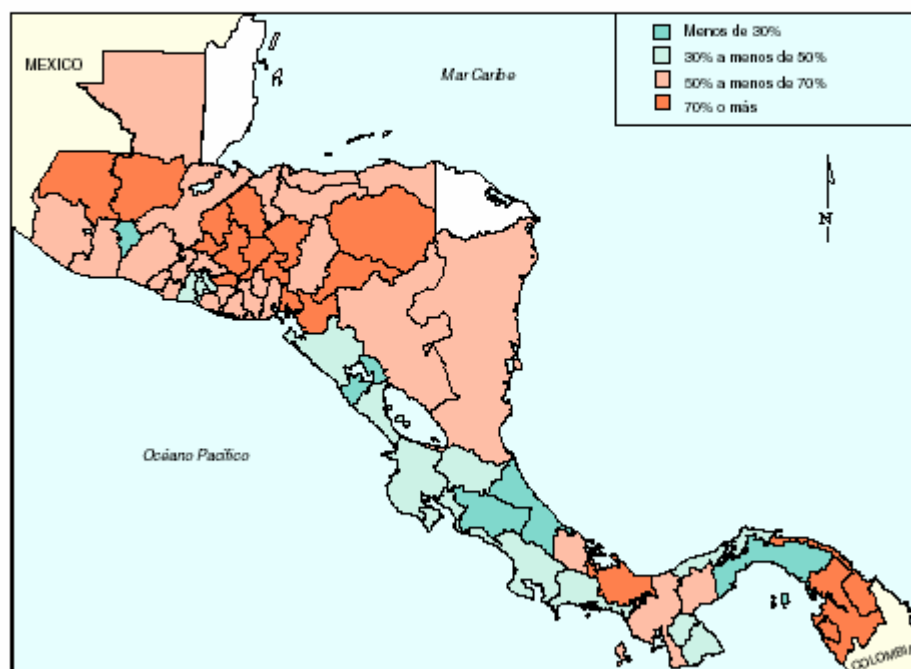 Menos de 30%
30% a menos de 50%
50% a menos de 70%
70% o más
MEXICO
Mar Caribe
N
Océano Pacífico
COLOMBIA